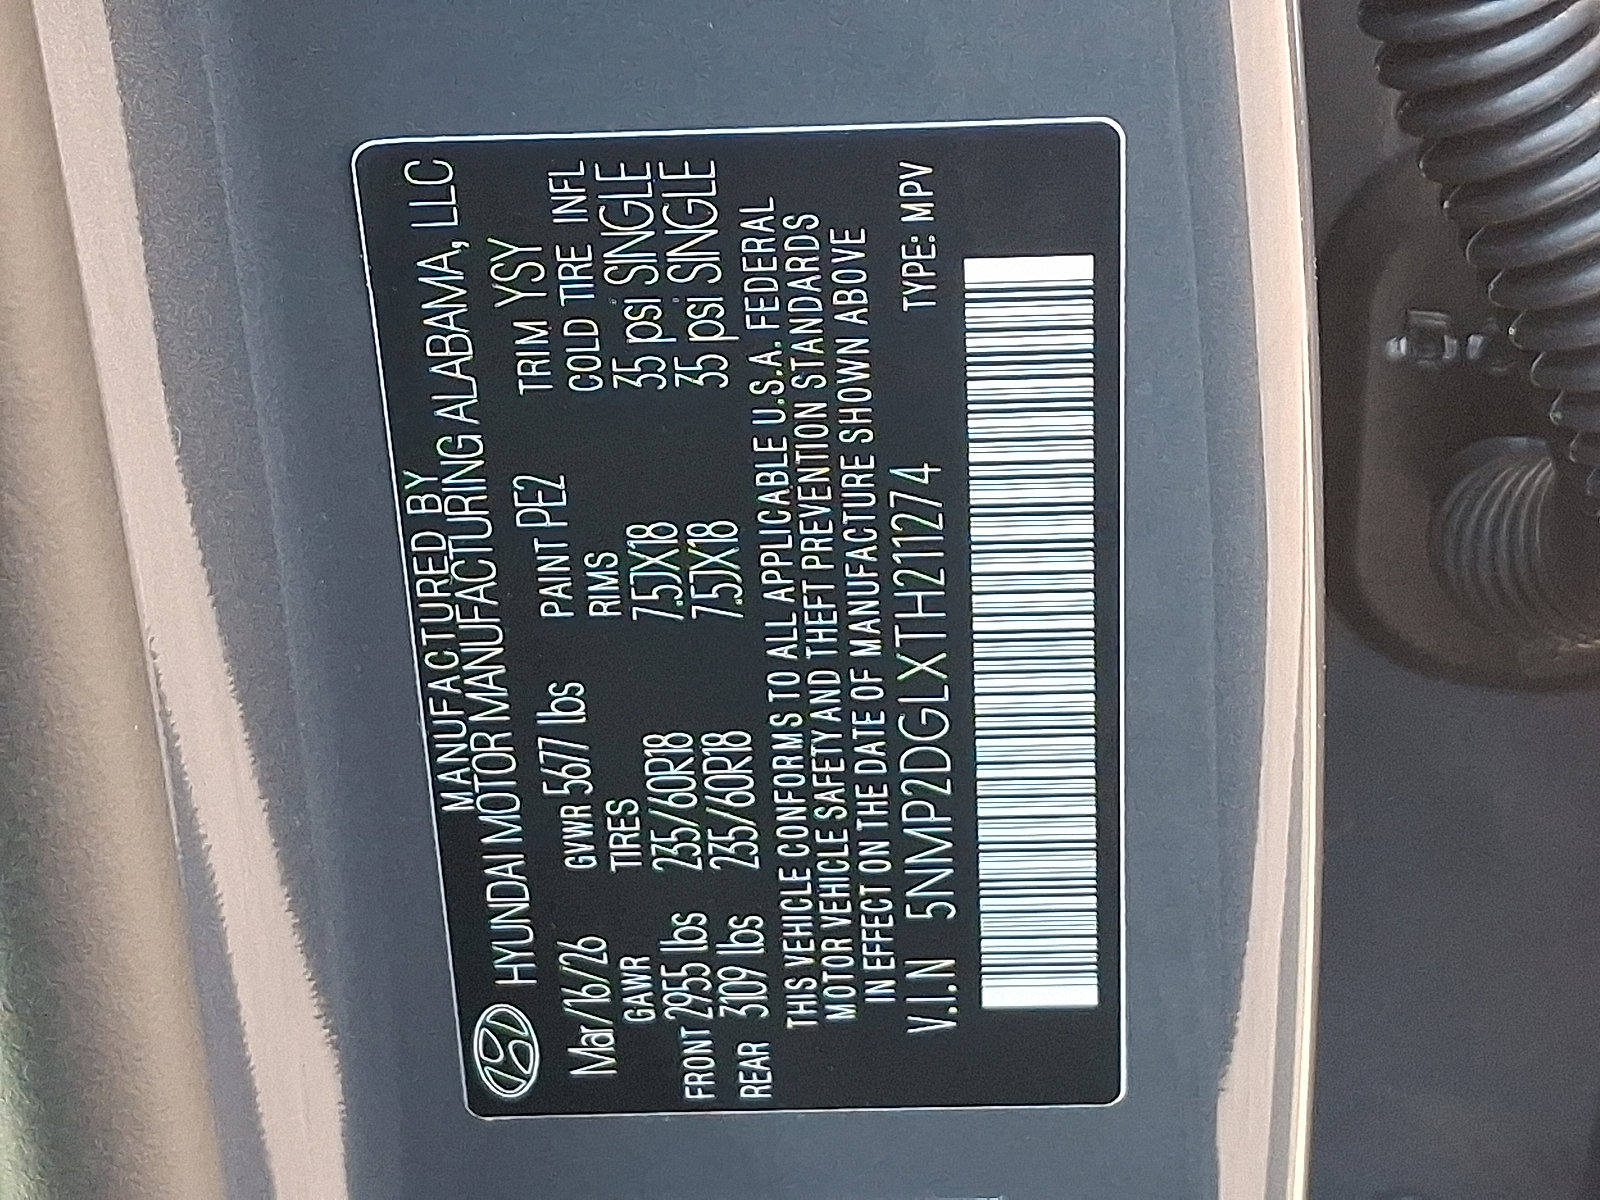 MANUFACTURED BY
HYUNDAI MOTOR MANUFACTURING ALABAMA, LLC
Mar/16/26 GVWR 5677 lbs PAINT PE2 TRIM YSY
GAWR TIRES RIMS COLD TIRE INFL
FRONT 2955 lbs 235/60R18 7.5JX18 35 psi SINGLE
REAR 3109 lbs 235/60R18 7.5JX18 35 psi SINGLE
THIS VEHICLE CONFORMS TO ALL APPLICABLE U.S.A. FEDERAL
MOTOR VEHICLE SAFETY AND THEFT PREVENTION STANDARDS
IN EFFECT ON THE DATE OF MANUFACTURE SHOWN ABOVE
V.I.N 5NMP2DGLXTH211274 TYPE: MPV